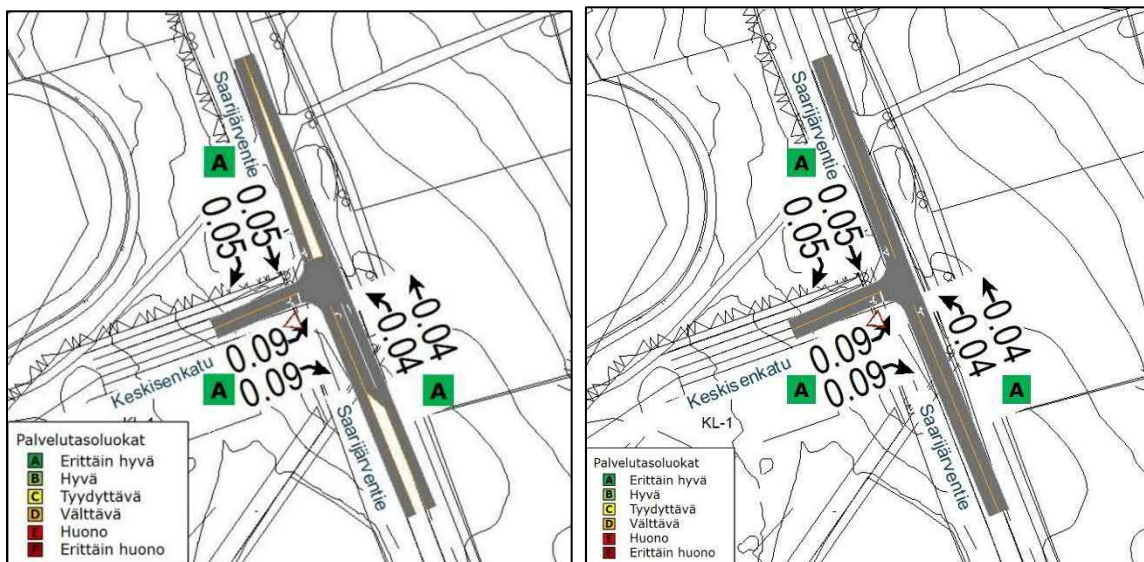 Saarijärventie
A
0.05
0.05
0.04
0.04
0.09
0.09
Keskisenkatu
A
A
Saarijärventie
Palvelutasoluokat
A Erittäin hyvä
B Hyvä
C Tyydyttävä
D Välttävä
E Huono
F Erittäin huono
Saarijärventie
A
0.05
0.05
0.04
0.04
0.09
0.09
Keskisenkatu
A
A
KL-1
Saarijärventie
Palvelutasoluokat
A Erittäin hyvä
B Hyvä
C Tyydyttävä
D Välttävä
E Huono
F Erittäin huono